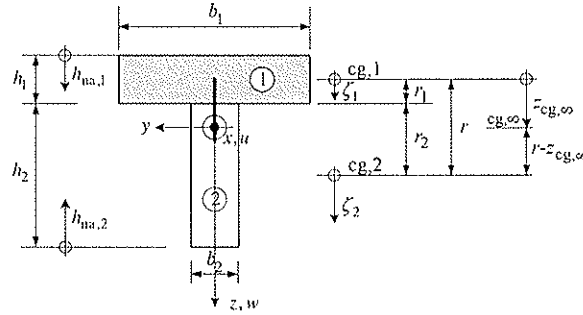 b1
h1
hna,1
1
cg,1
ζ1
r1
zcg,∞
y
x, u
cg,∞
r
r2
r-zcg,∞
h2
hna,2
2
cg,2
ζ2
b2
z, w